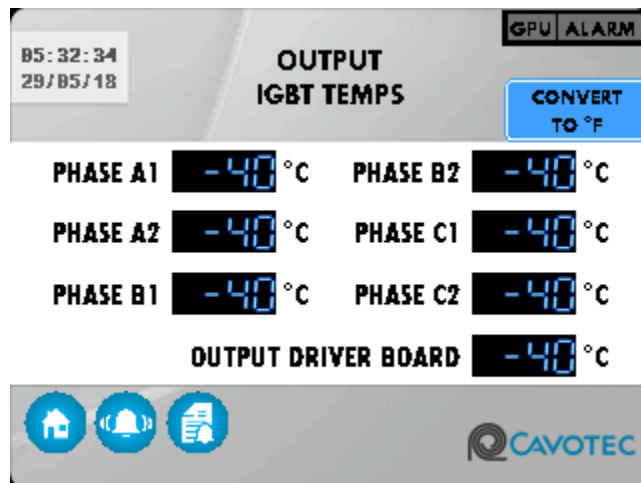 GPU ALARM
05:32:34
29/05/18
OUTPUT
IGBT TEMPS
CONVERT
TO °F
PHASE A1 -40 °C PHASE B2 -40 °C
PHASE A2 -40 °C PHASE C1 -40 °C
PHASE B1 -40 °C PHASE C2 -40 °C
OUTPUT DRIVER BOARD -40 °C
CAVOTEC